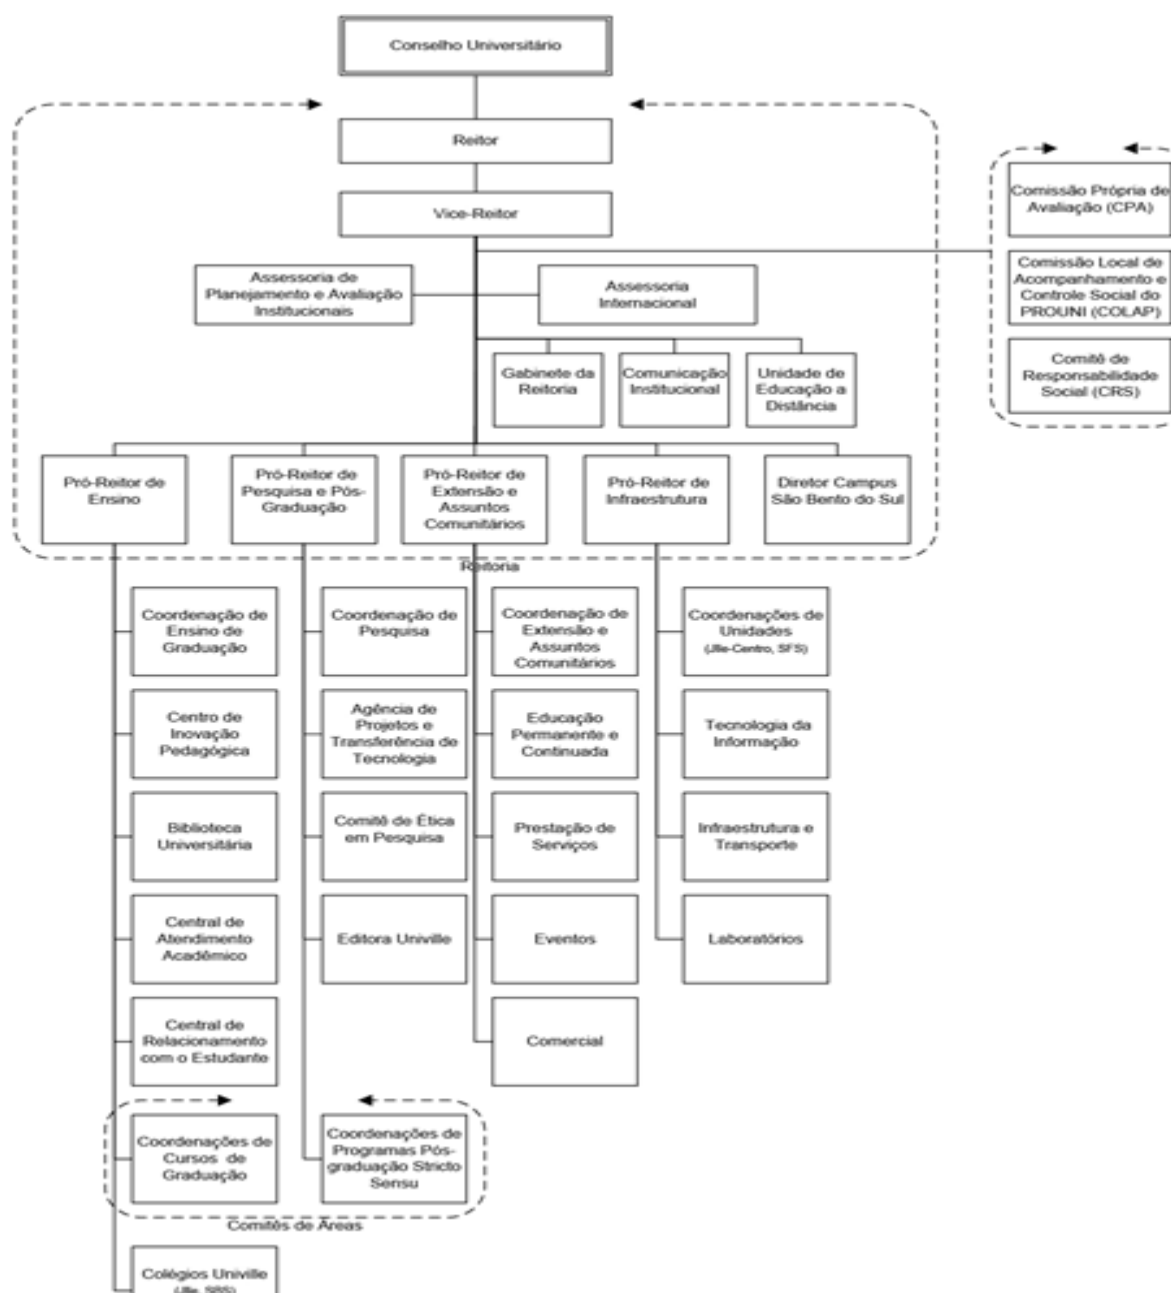 Conselho Universitário
Reitor
Vice-Reitor
Comissão Própria de
Avaliação (CPA)
Comissão Local de
Acompanhamento e
Controle Social do
PROUNI (COLAP)
Comitê de
Responsabilidade
Social (CRS)
Assessoria de
Planejamento e Avaliação
Institucionais
Assessoria
Internacional
Gabinete da
Reitoria
Comunicação
Institucional
Unidade de
Educação a
Distância
Pró-Reitor de
Ensino
Pró-Reitor de
Pesquisa e Pós-
Graduação
Pró-Reitor de
Extensão e
Assuntos
Comunitários
Pró-Reitor de
Infraestrutura
Diretor Campus
São Bento do Sul
Reitoria
Coordenação de
Ensino de
Graduação
Coordenação de
Pesquisa
Coordenação de
Extensão e
Assuntos
Comunitários
Coordenações de
Unidades
(Jlle-Centro, SFS)
Centro de
Inovação
Pedagógica
Agência de
Projetos e
Transferência de
Tecnologia
Educação
Permanente e
Continuada
Tecnologia da
Informação
Biblioteca
Universitária
Comitê de Ética
em Pesquisa
Prestação de
Serviços
Infraestrutura e
Transporte
Central de
Atendimento
Acadêmico
Editora Univille
Eventos
Laboratórios
Central de
Relacionamento
com o Estudante
Comercial
Coordenações de
Cursos de
Graduação
Coordenações de
Programas Pós-
graduação Stricto
Sensu
Comitês de Áreas
Colégios Univille
(Jlle, SBS)